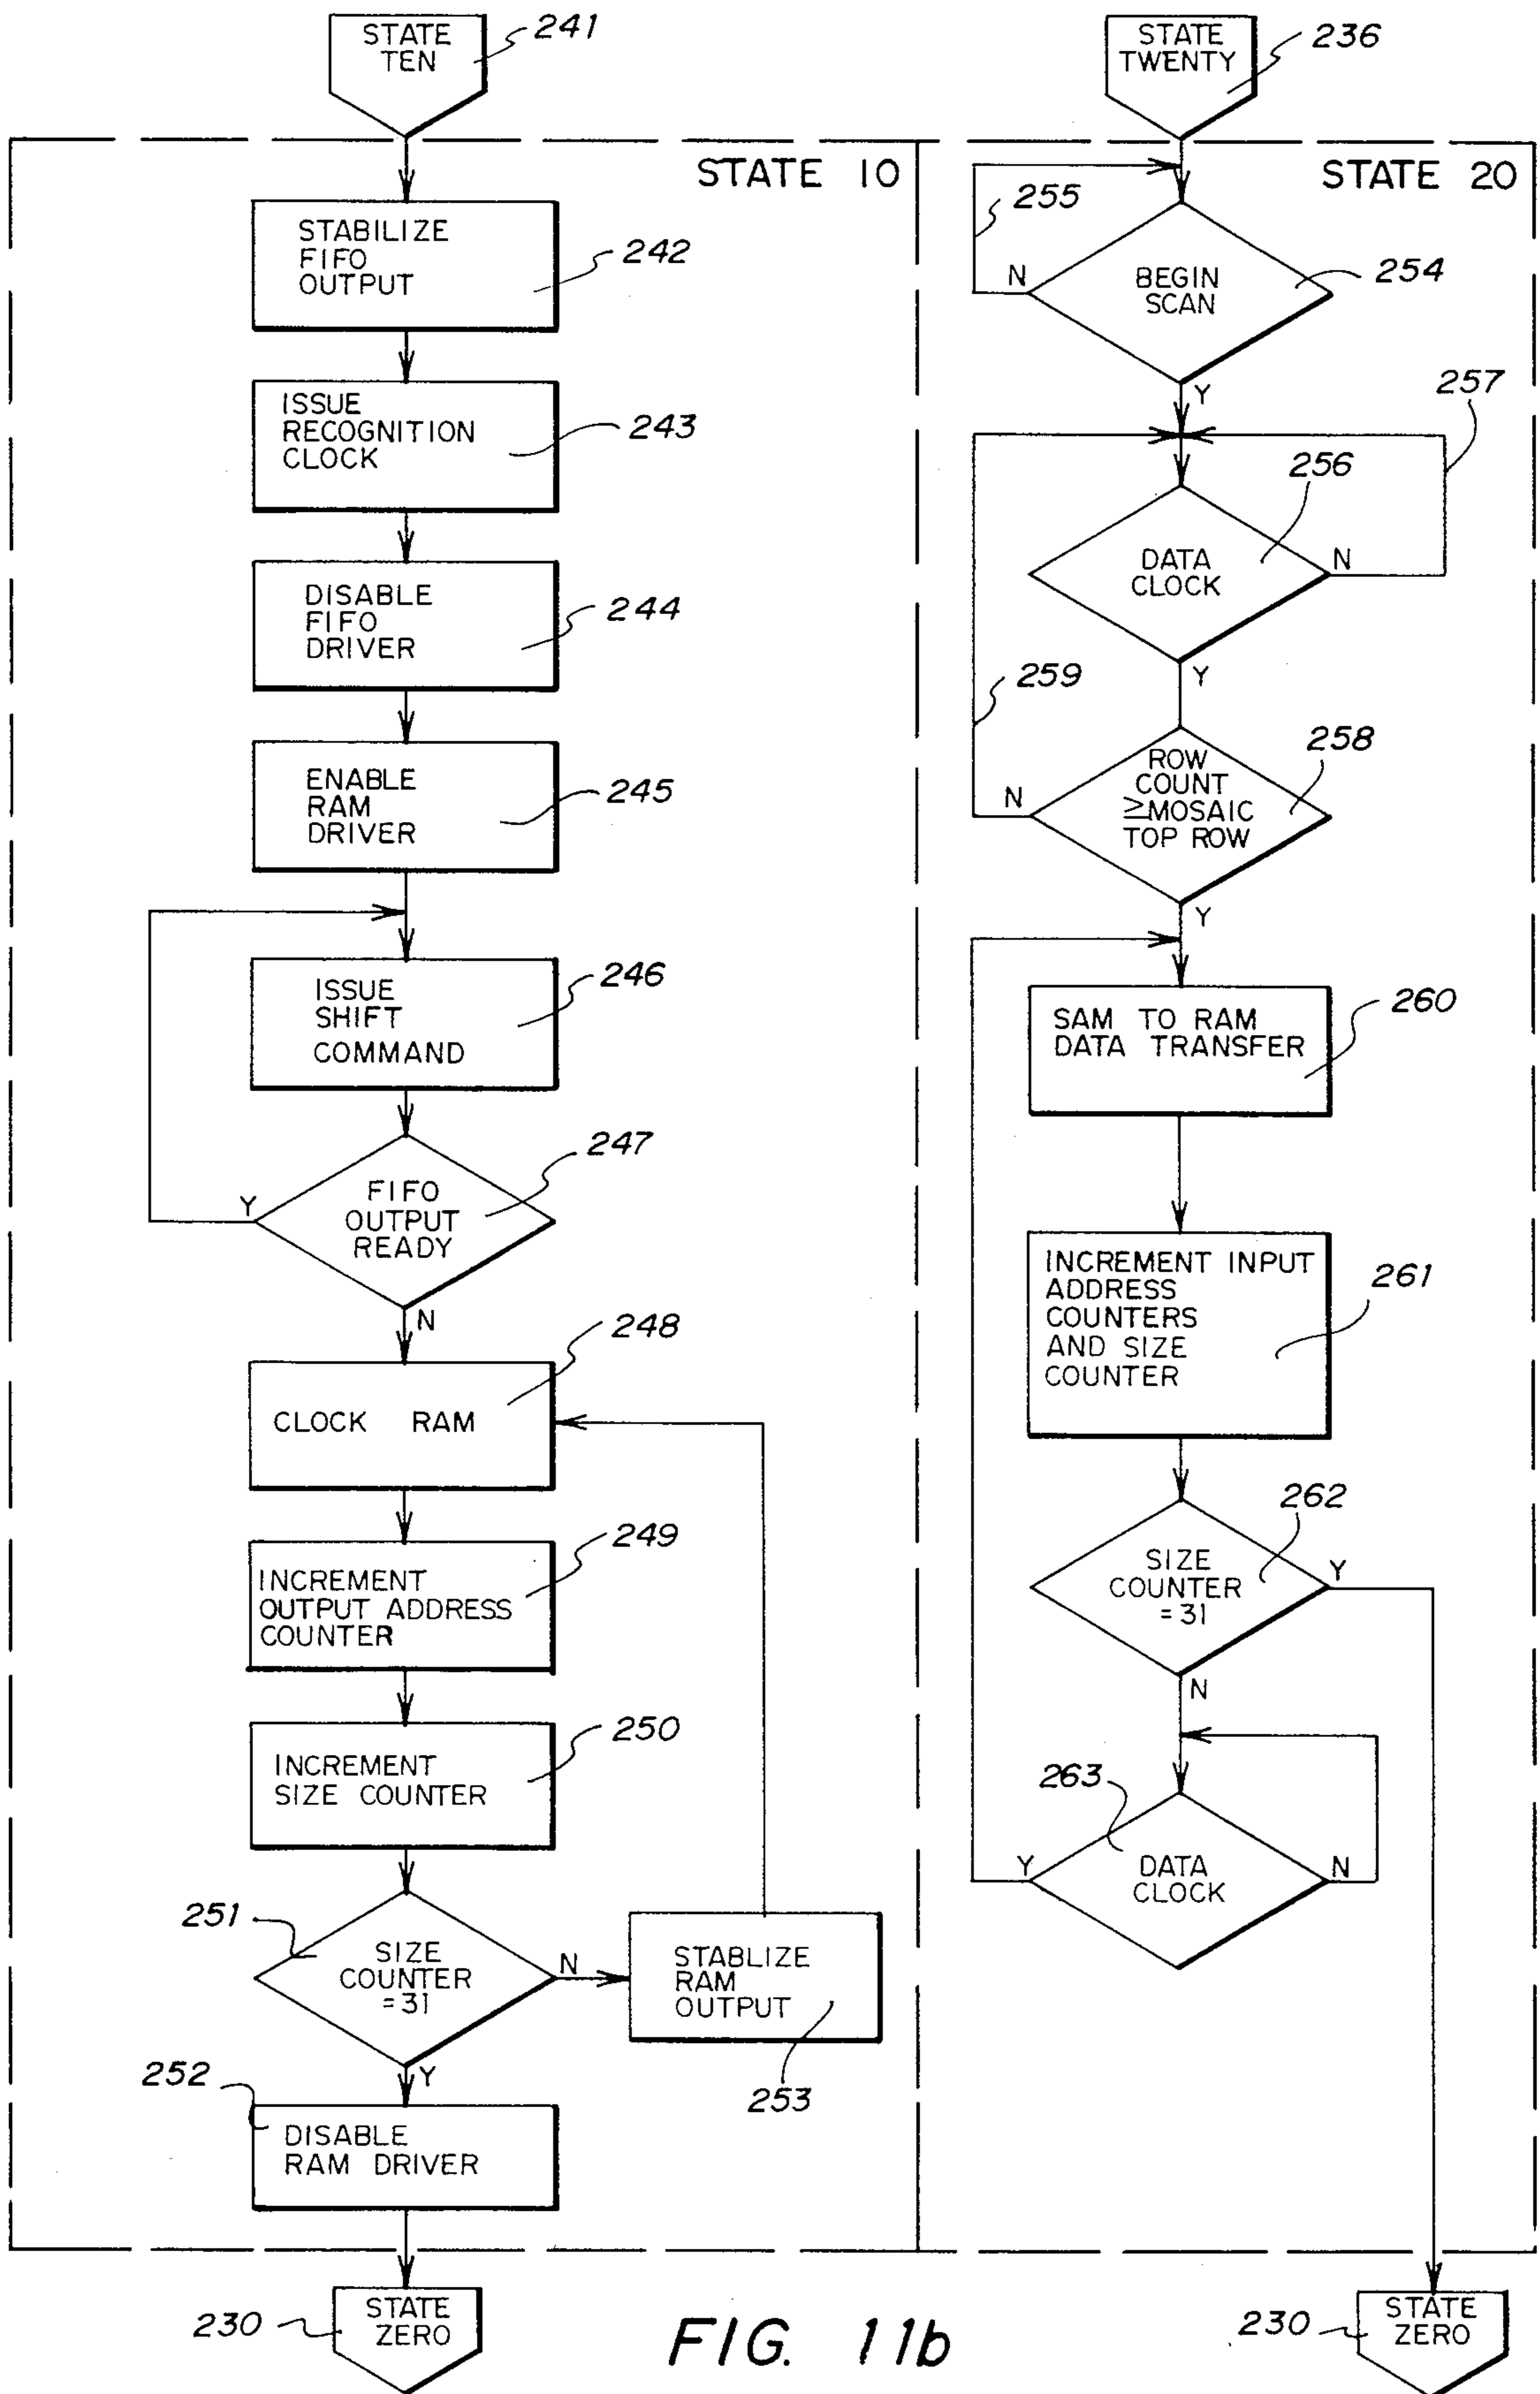 STATE
TEN
241
STATE 10
STABILIZE
FIFO
OUTPUT
242
ISSUE
RECOGNITION
CLOCK
243
DISABLE
FIFO
DRIVER
244
ENABLE
RAM
DRIVER
245
ISSUE
SHIFT
COMMAND
246
FIFO
OUTPUT
READY
247
Y
N
CLOCK RAM
248
INCREMENT
OUTPUT ADDRESS
COUNTER
249
INCREMENT
SIZE COUNTER
250
SIZE
COUNTER
=31
251
N
Y
STABLIZE
RAM
OUTPUT
253
DISABLE
RAM DRIVER
252
STATE
ZERO
230
STATE
TWENTY
236
STATE 20
255
BEGIN
SCAN
254
N
Y
257
DATA
CLOCK
256
N
Y
259
ROW
COUNT
≥MOSAIC
TOP ROW
258
N
Y
SAM TO RAM
DATA TRANSFER
260
INCREMENT INPUT
ADDRESS
COUNTERS
AND SIZE
COUNTER
261
SIZE
COUNTER
=31
262
Y
N
DATA
CLOCK
263
Y
N
STATE
ZERO
230
FIG. 11b